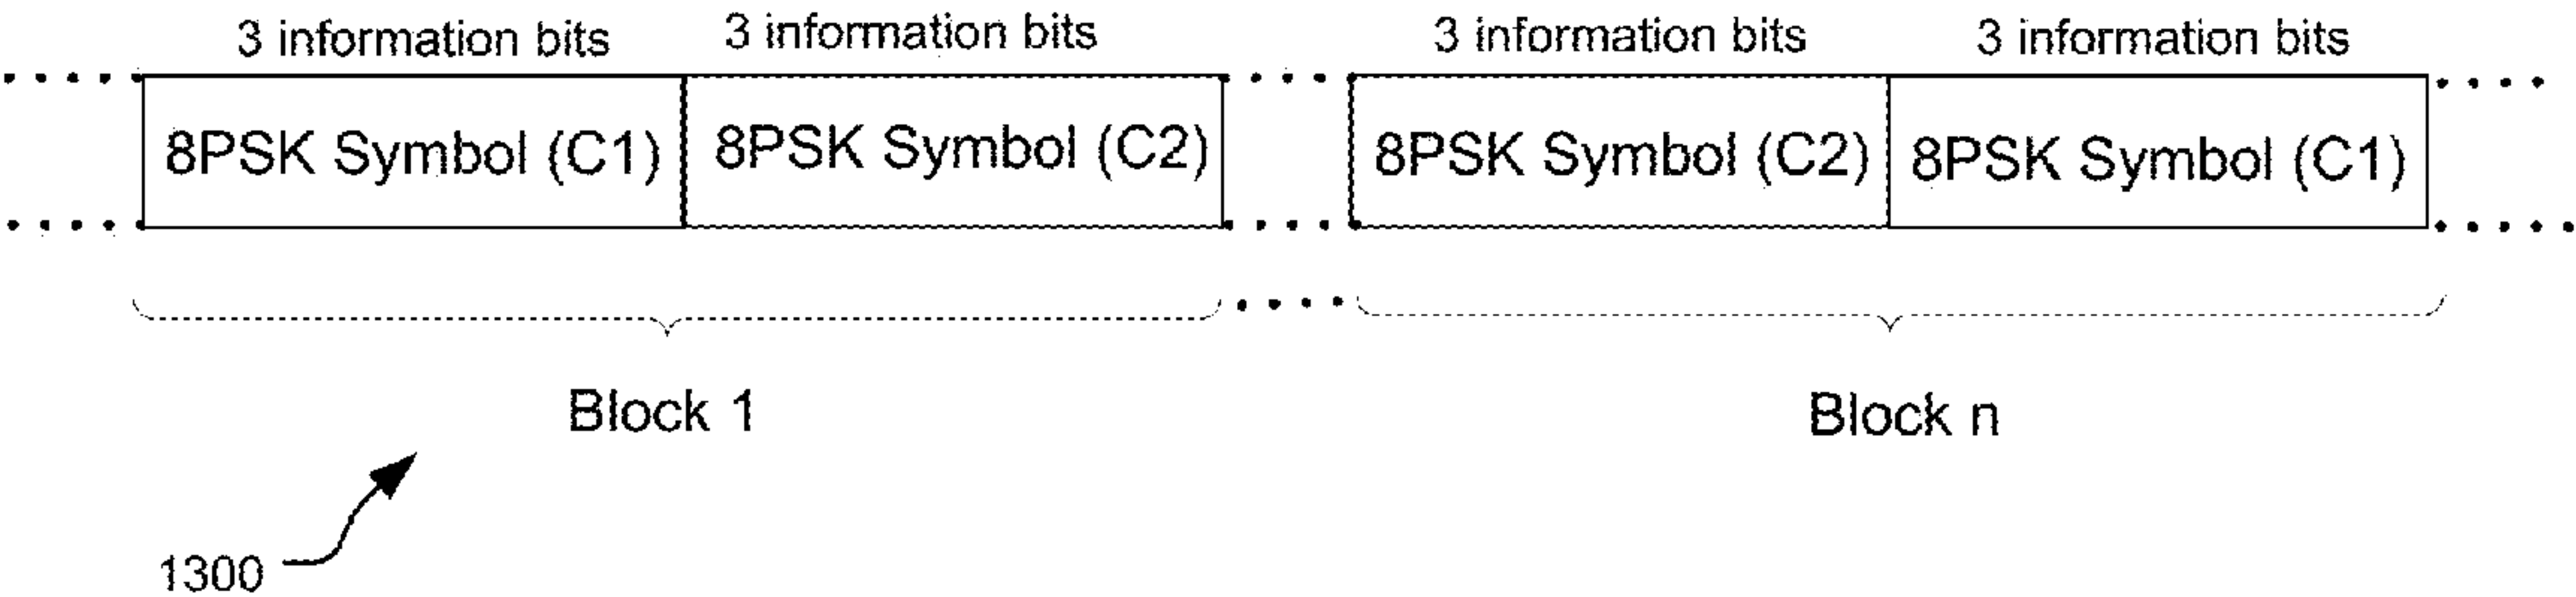 3 information bits 3 information bits 3 information bits 3 information bits
8PSK Symbol (C1) 8PSK Symbol (C2) 8PSK Symbol (C2) 8PSK Symbol (C1)
Block 1 Block n
1300